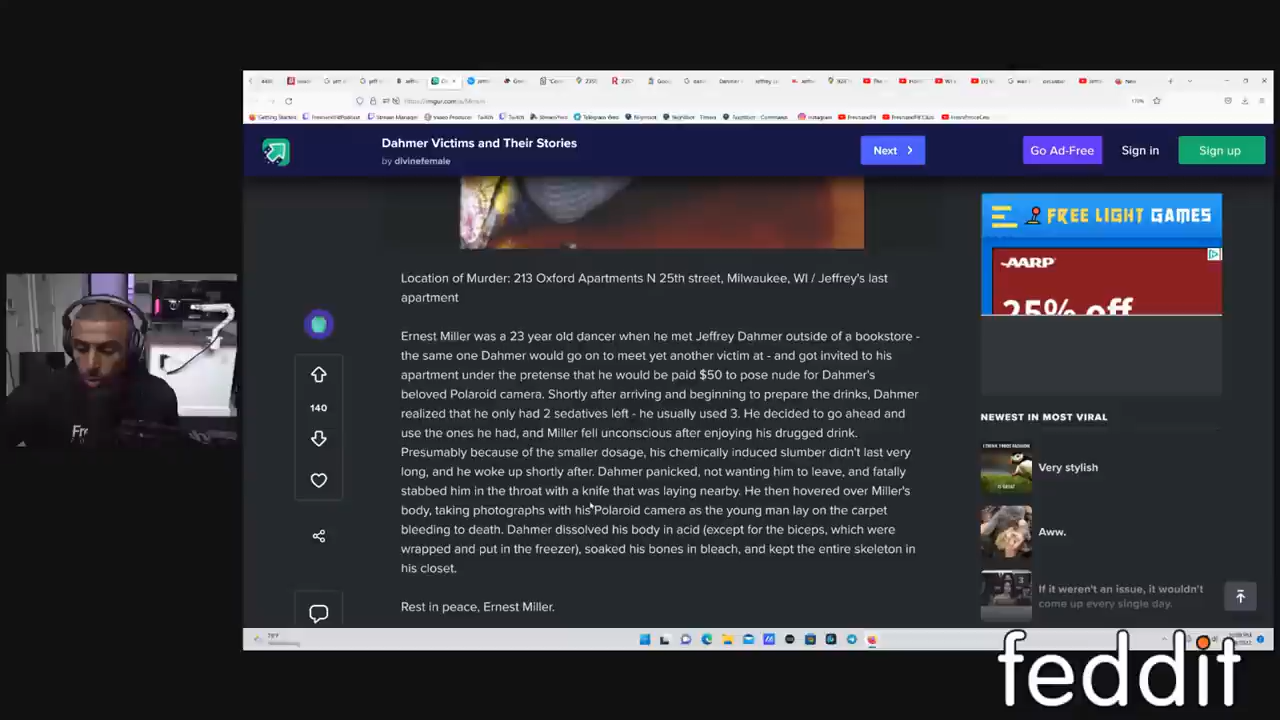 Getting Started
Stream Manager
Video Producer
Twitch
Twitch
StreamYard
Instagram
170%
Dahmer Victims and Their Stories
by divinefemale
Next
Go Ad-Free
Sign in
Sign up
FREE LIGHT GAMES
AARP
25% off
Location of Murder: 213 Oxford Apartments N 25th street, Milwaukee, WI / Jeffrey's last
apartment
Ernest Miller was a 23 year old dancer when he met Jeffrey Dahmer outside of a bookstore -
the same one Dahmer would go on to meet yet another victim at - and got invited to his
apartment under the pretense that he would be paid $50 to pose nude for Dahmer's
beloved Polaroid camera. Shortly after arriving and beginning to prepare the drinks, Dahmer
realized that he only had 2 sedatives left - he usually used 3. He decided to go ahead and
use the ones he had, and Miller fell unconscious after enjoying his drugged drink.
Presumably because of the smaller dosage, his chemically induced slumber didn't last very
long, and he woke up shortly after. Dahmer panicked, not wanting him to leave, and fatally
stabbed him in the throat with a knife that was laying nearby. He then hovered over Miller's
body, taking photographs with his Polaroid camera as the young man lay on the carpet
bleeding to death. Dahmer dissolved his body in acid (except for the biceps, which were
wrapped and put in the freezer), soaked his bones in bleach, and kept the entire skeleton in
his closet.
Rest in peace, Ernest Miller.
140
NEWEST IN MOST VIRAL
Very stylish
Aww.
If it weren't an issue, it wouldn't
come up every single day.
feddit